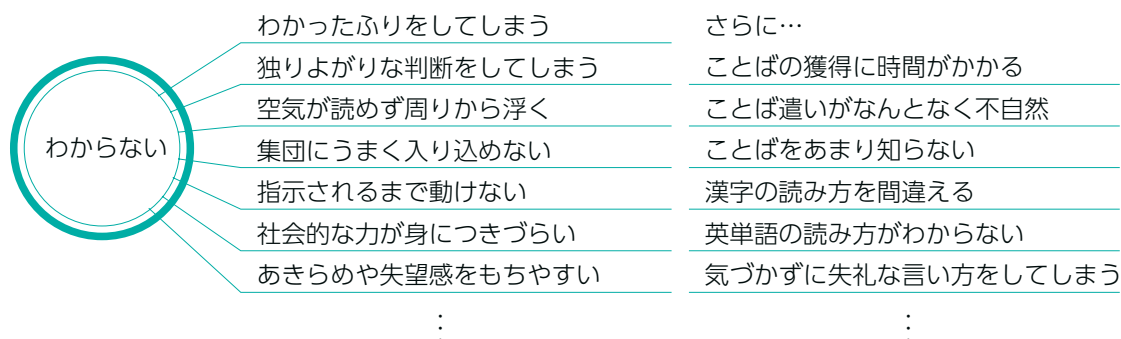 わからない
わかったふりをしてしまう
独りよがりな判断をしてしまう
空気が読めず周りから浮く
集団にうまく入り込めない
指示されるまで動けない
社会的な力が身につきづらい
あきらめや失望感をもちやすい
：
さらに…
ことばの獲得に時間がかかる
ことば遣いがなんとなく不自然
ことばをあまり知らない
漢字の読み方を間違える
英単語の読み方がわからない
気づかずに失礼な言い方をしてしまう
：